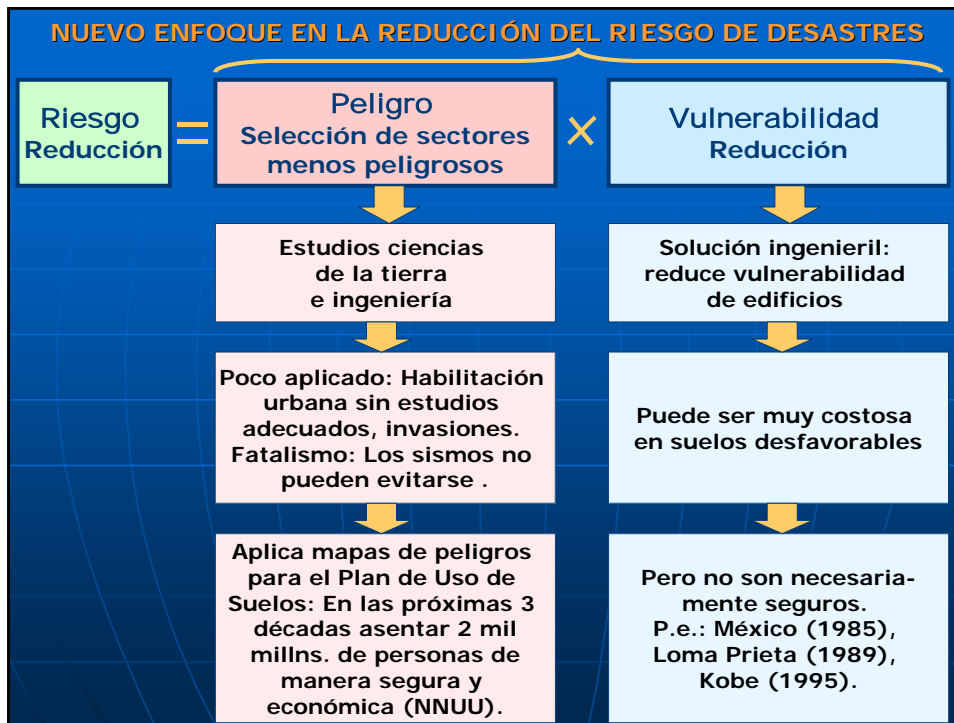 NUEVO ENFOQUE EN LA REDUCCIÓN DEL RIESGO DE DESASTRES
Riesgo
Reducción
=
Peligro
Selección de sectores
menos peligrosos
×
Vulnerabilidad
Reducción
Estudios ciencias
de la tierra
e ingeniería
Poco aplicado: Habilitación
urbana sin estudios
adecuados, invasiones.
Fatalismo: Los sismos no
pueden evitarse .
Aplica mapas de peligros
para el Plan de Uso de
Suelos: En las próximas 3
décadas asentar 2 mil
millns. de personas de
manera segura y
económica (NNUU).
Solución ingenieril:
reduce vulnerabilidad
de edificios
Puede ser muy costosa
en suelos desfavorables
Pero no son necesaria-
mente seguros.
P.e.: México (1985),
Loma Prieta (1989),
Kobe (1995).